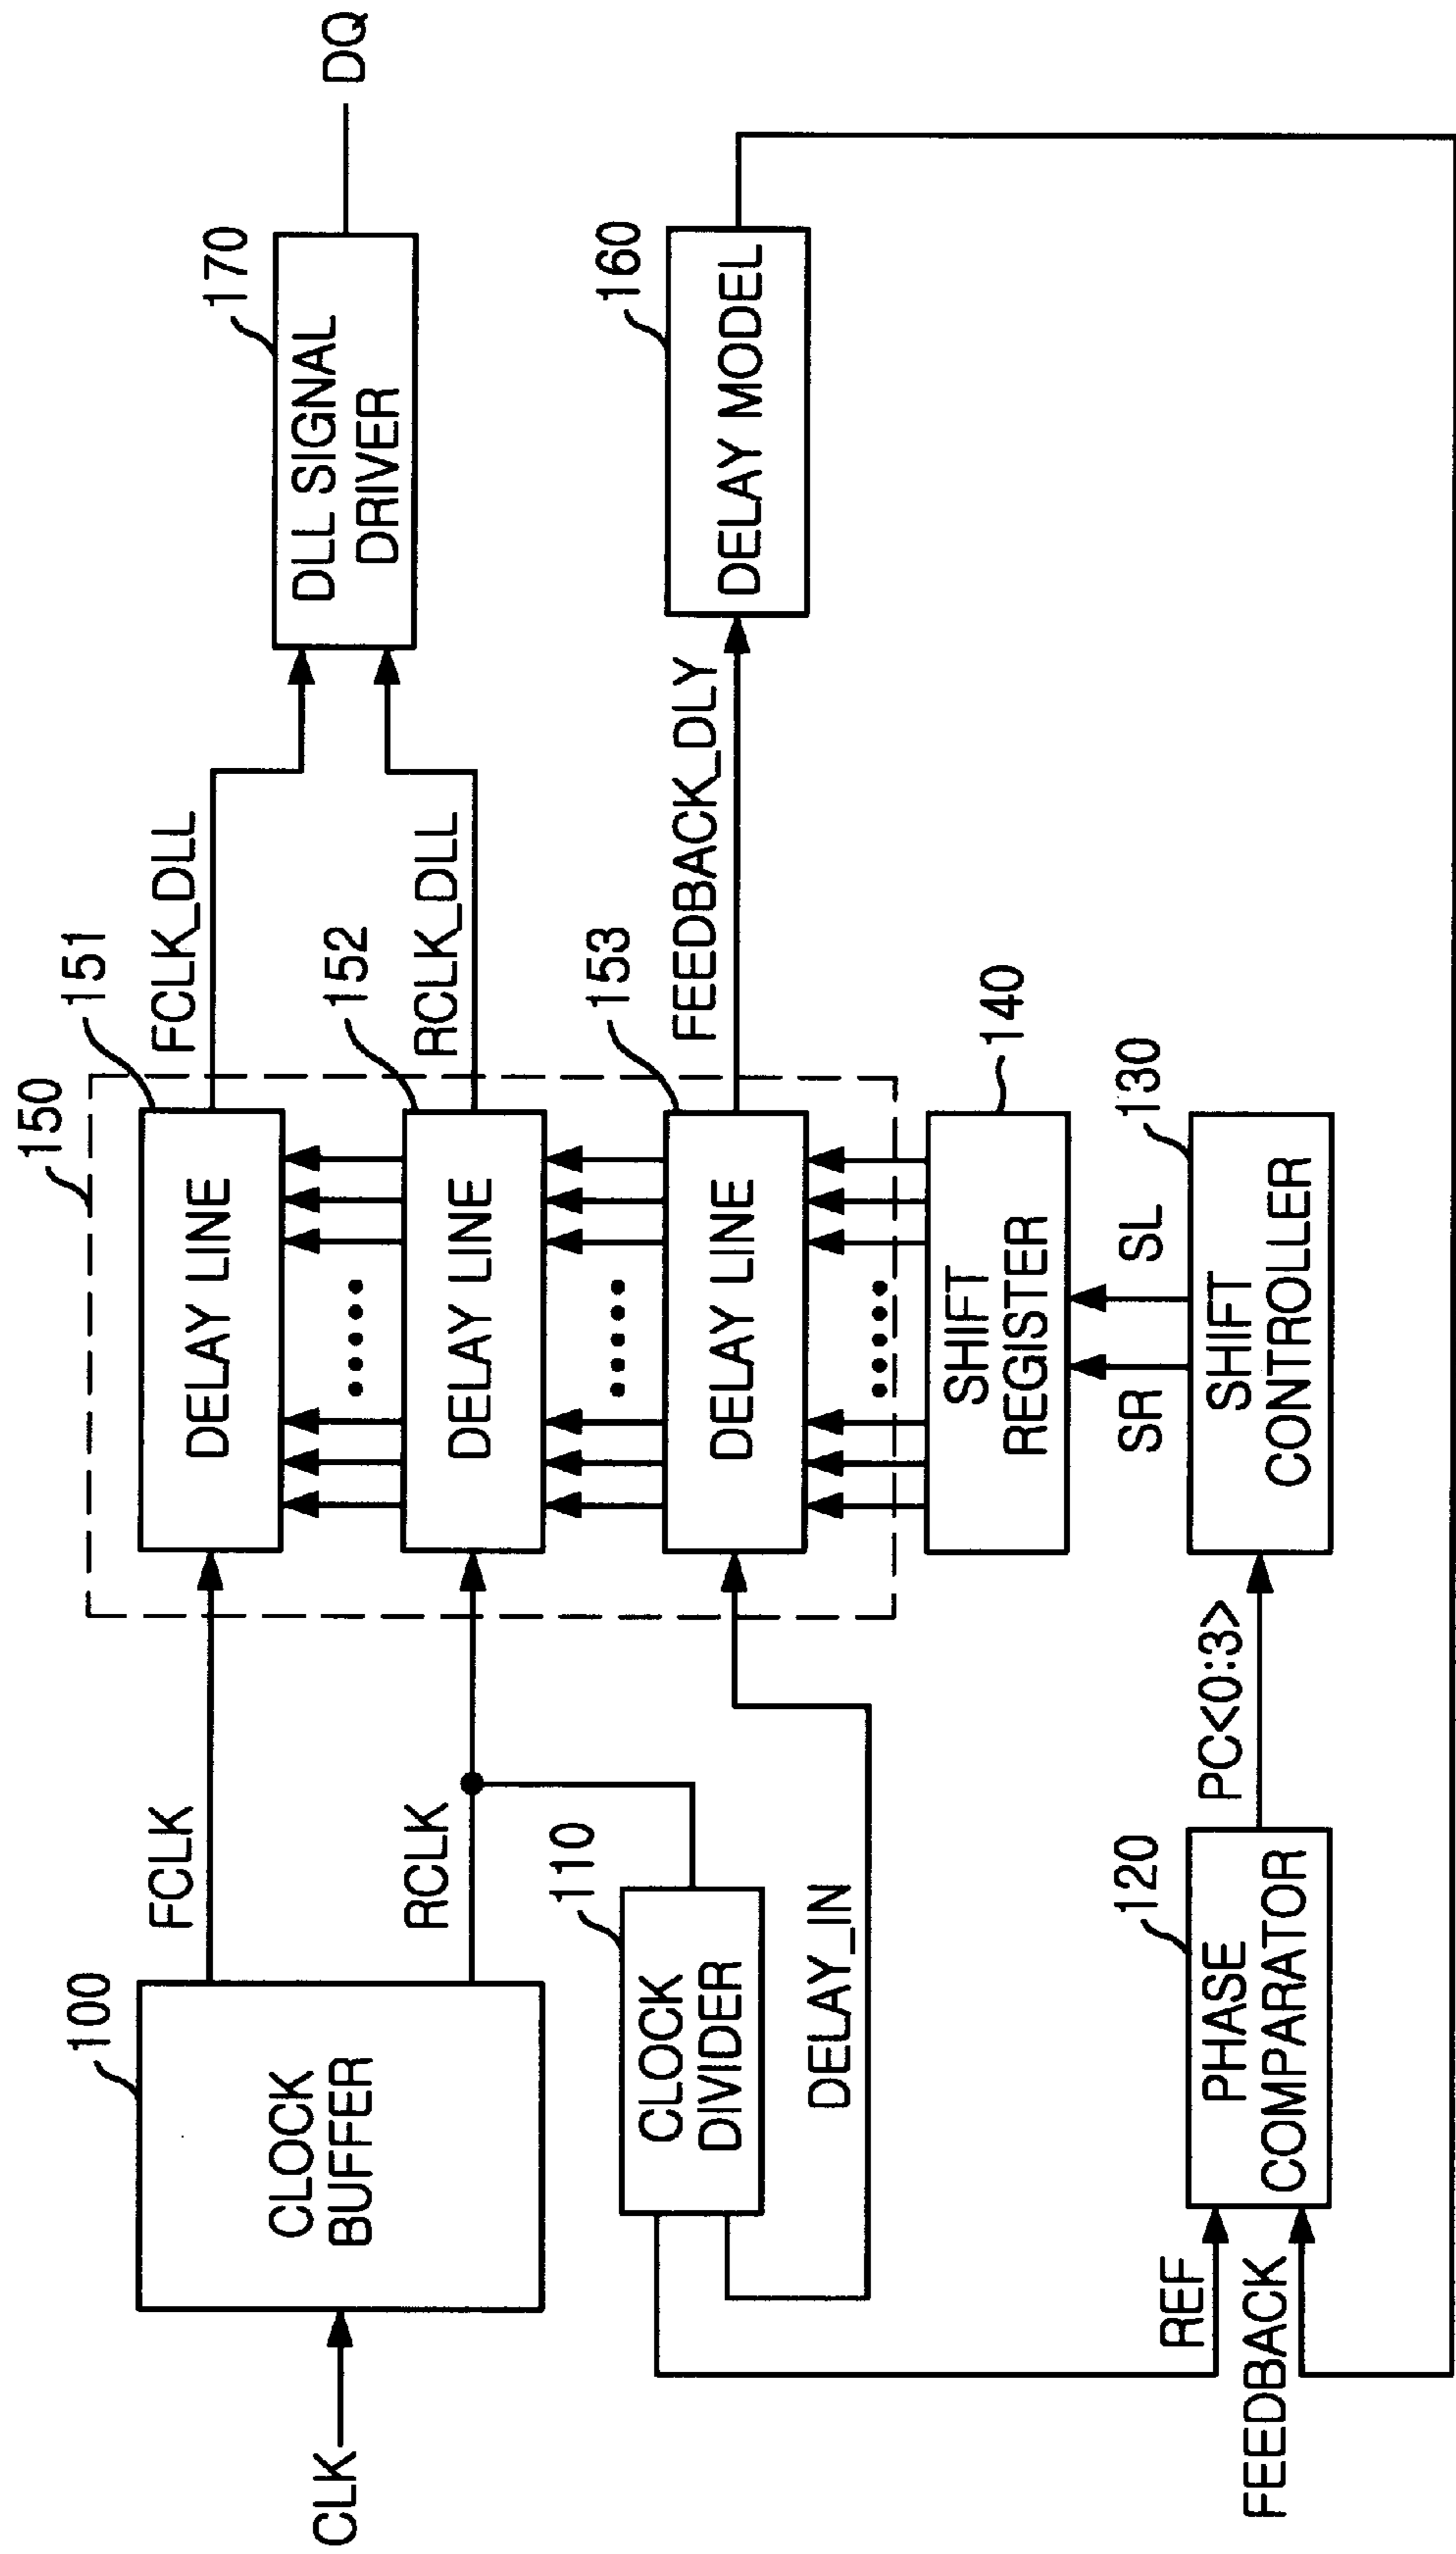 CLK
CLOCK
BUFFER
100
FCLK
RCLK
150
DELAY LINE
151
FCLK_DLL
DELAY LINE
152
RCLK_DLL
DLL SIGNAL
DRIVER
170
DQ
CLOCK
DIVIDER
110
DELAY_IN
DELAY LINE
153
FEEDBACK_DLY
DELAY MODEL
160
SHIFT
REGISTER
140
SR
SL
REF
FEEDBACK
PHASE
COMPARATOR
120
PC<0:3>
SHIFT
CONTROLLER
130